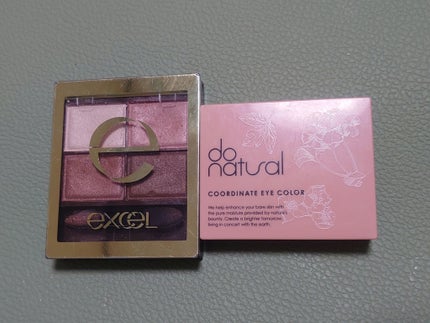 e
excel
do
natural
COORDINATE EYE COLOR
We help enhance your bare skin with
the pure moisture provided by nature's
bounty. Create a brighter tomorrow,
living in concert with the earth.